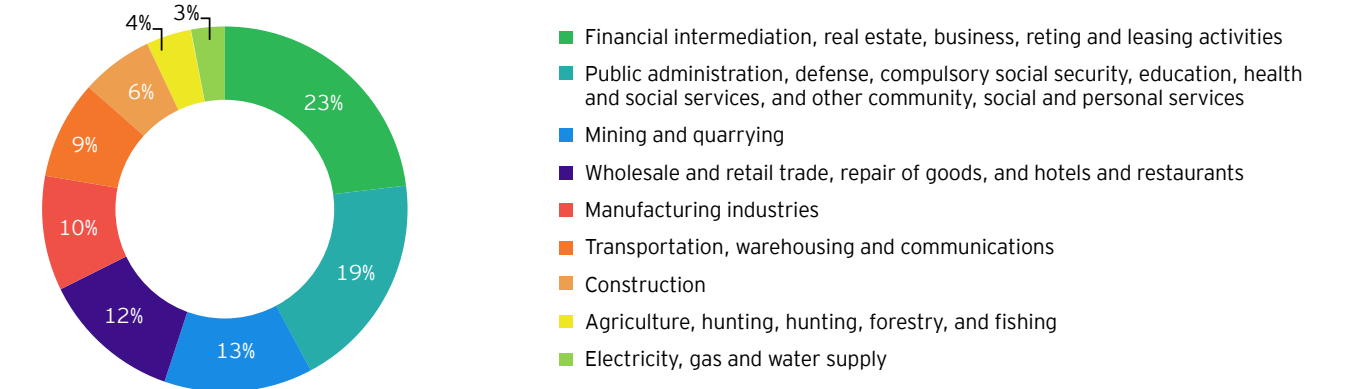 4%
3%
23%
6%
9%
10%
19%
12%
13%
Financial intermediation, real estate, business, reting and leasing activities
Public administration, defense, compulsory social security, education, health
and social services, and other community, social and personal services
Mining and quarrying
Wholesale and retail trade, repair of goods, and hotels and restaurants
Manufacturing industries
Transportation, warehousing and communications
Construction
Agriculture, hunting, hunting, forestry, and fishing
Electricity, gas and water supply